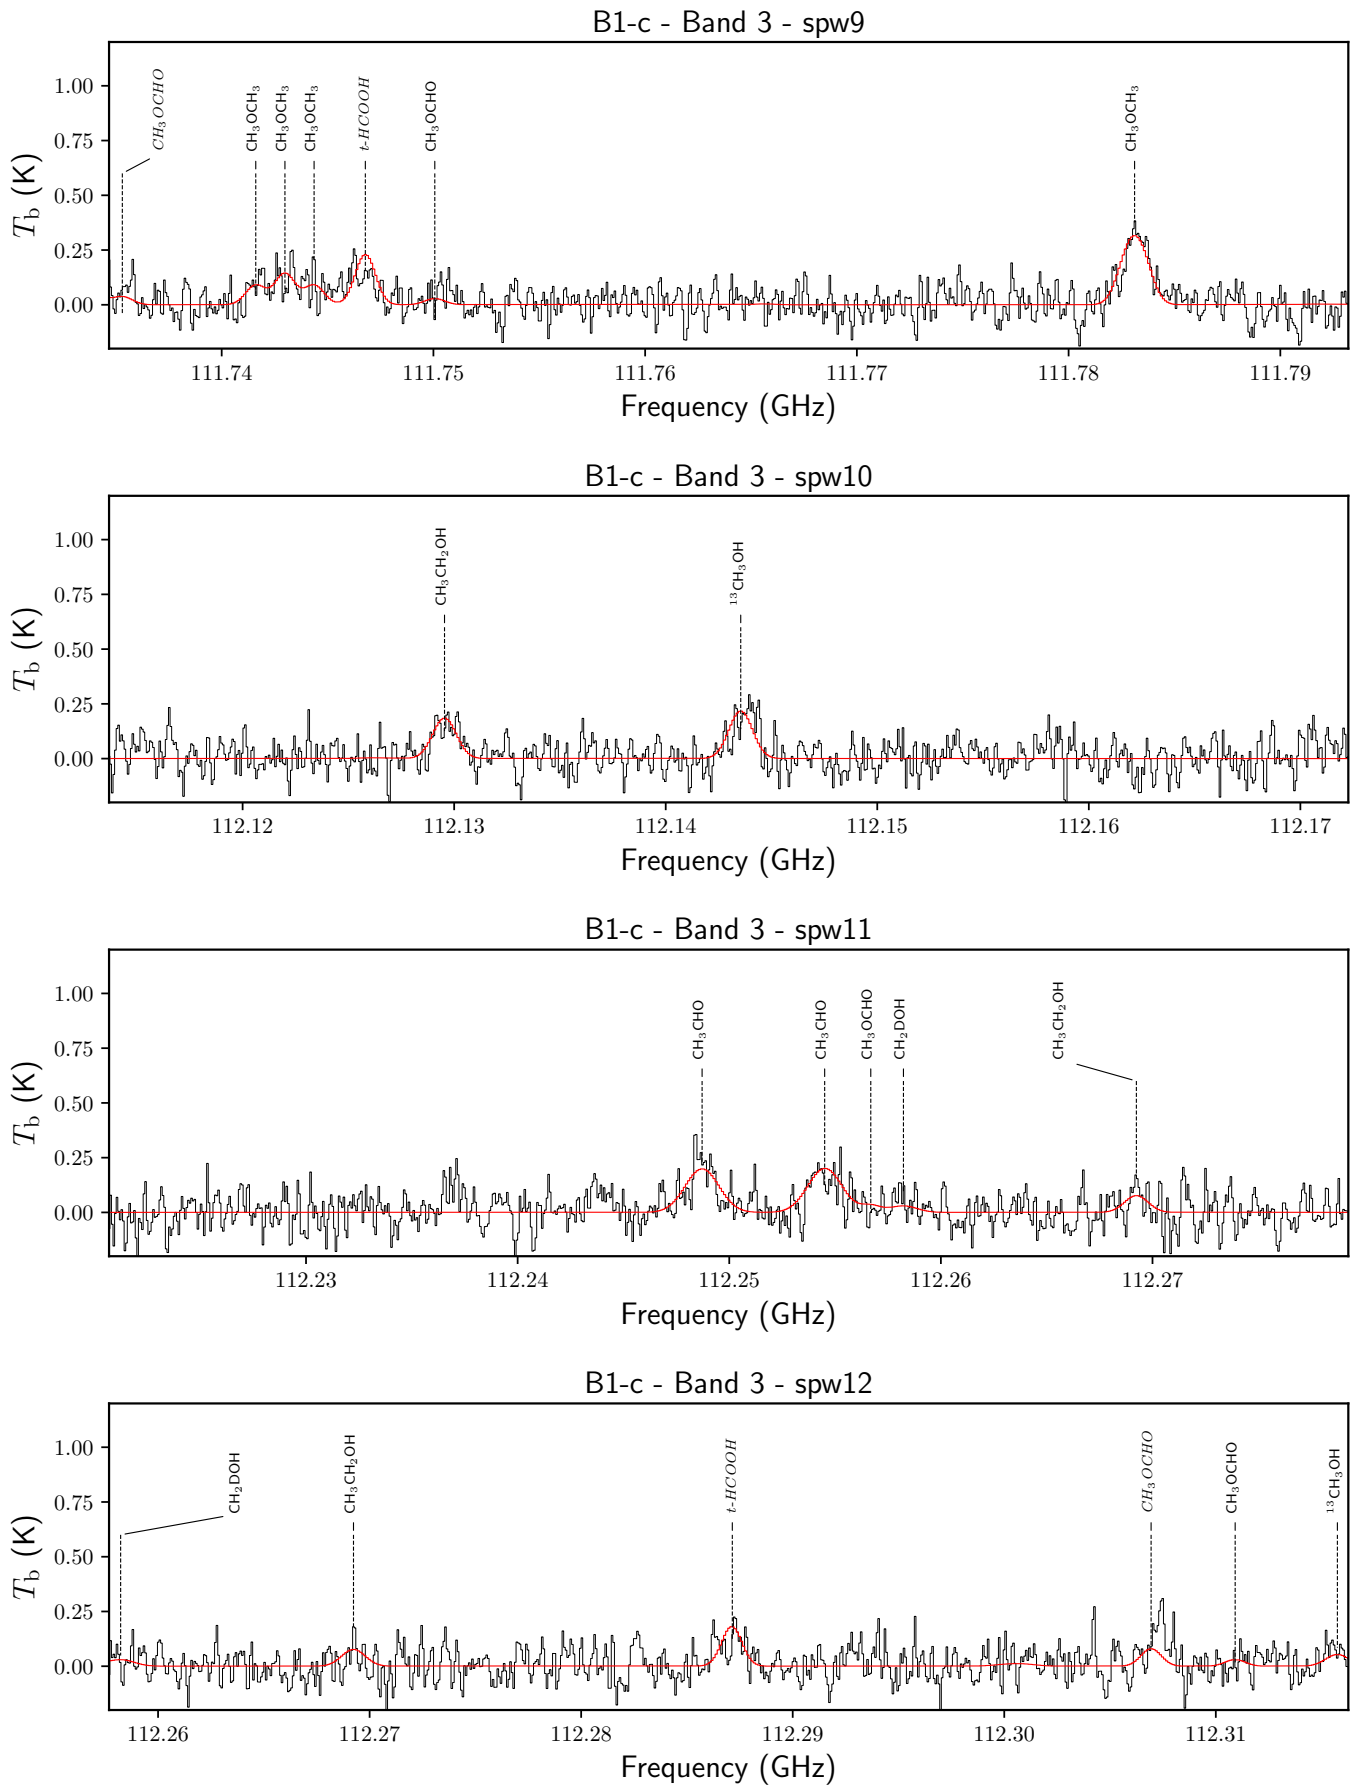 B1-c - Band 3 - spw9
CH₃OCHO
CH₃OCH₃
CH₃OCH₃
CH₃OCH₃
t-HCOOH
CH₃OCHO
CH₃OCH₃
1.00
0.75
0.50
0.25
0.00
T_b (K)
111.74 111.75 111.76 111.77 111.78 111.79
Frequency (GHz)
B1-c - Band 3 - spw10
CH₃CH₂OH
¹³CH₃OH
1.00
0.75
0.50
0.25
0.00
T_b (K)
112.12 112.13 112.14 112.15 112.16 112.17
Frequency (GHz)
B1-c - Band 3 - spw11
CH₃CHO
CH₃CHO
CH₃OCHO
CH₂DOH
CH₃CH₂OH
1.00
0.75
0.50
0.25
0.00
T_b (K)
112.23 112.24 112.25 112.26 112.27
Frequency (GHz)
B1-c - Band 3 - spw12
CH₂DOH
CH₃CH₂OH
t-HCOOH
CH₃OCHO
CH₃OCHO
¹³CH₃OH
1.00
0.75
0.50
0.25
0.00
T_b (K)
112.26 112.27 112.28 112.29 112.30 112.31
Frequency (GHz)